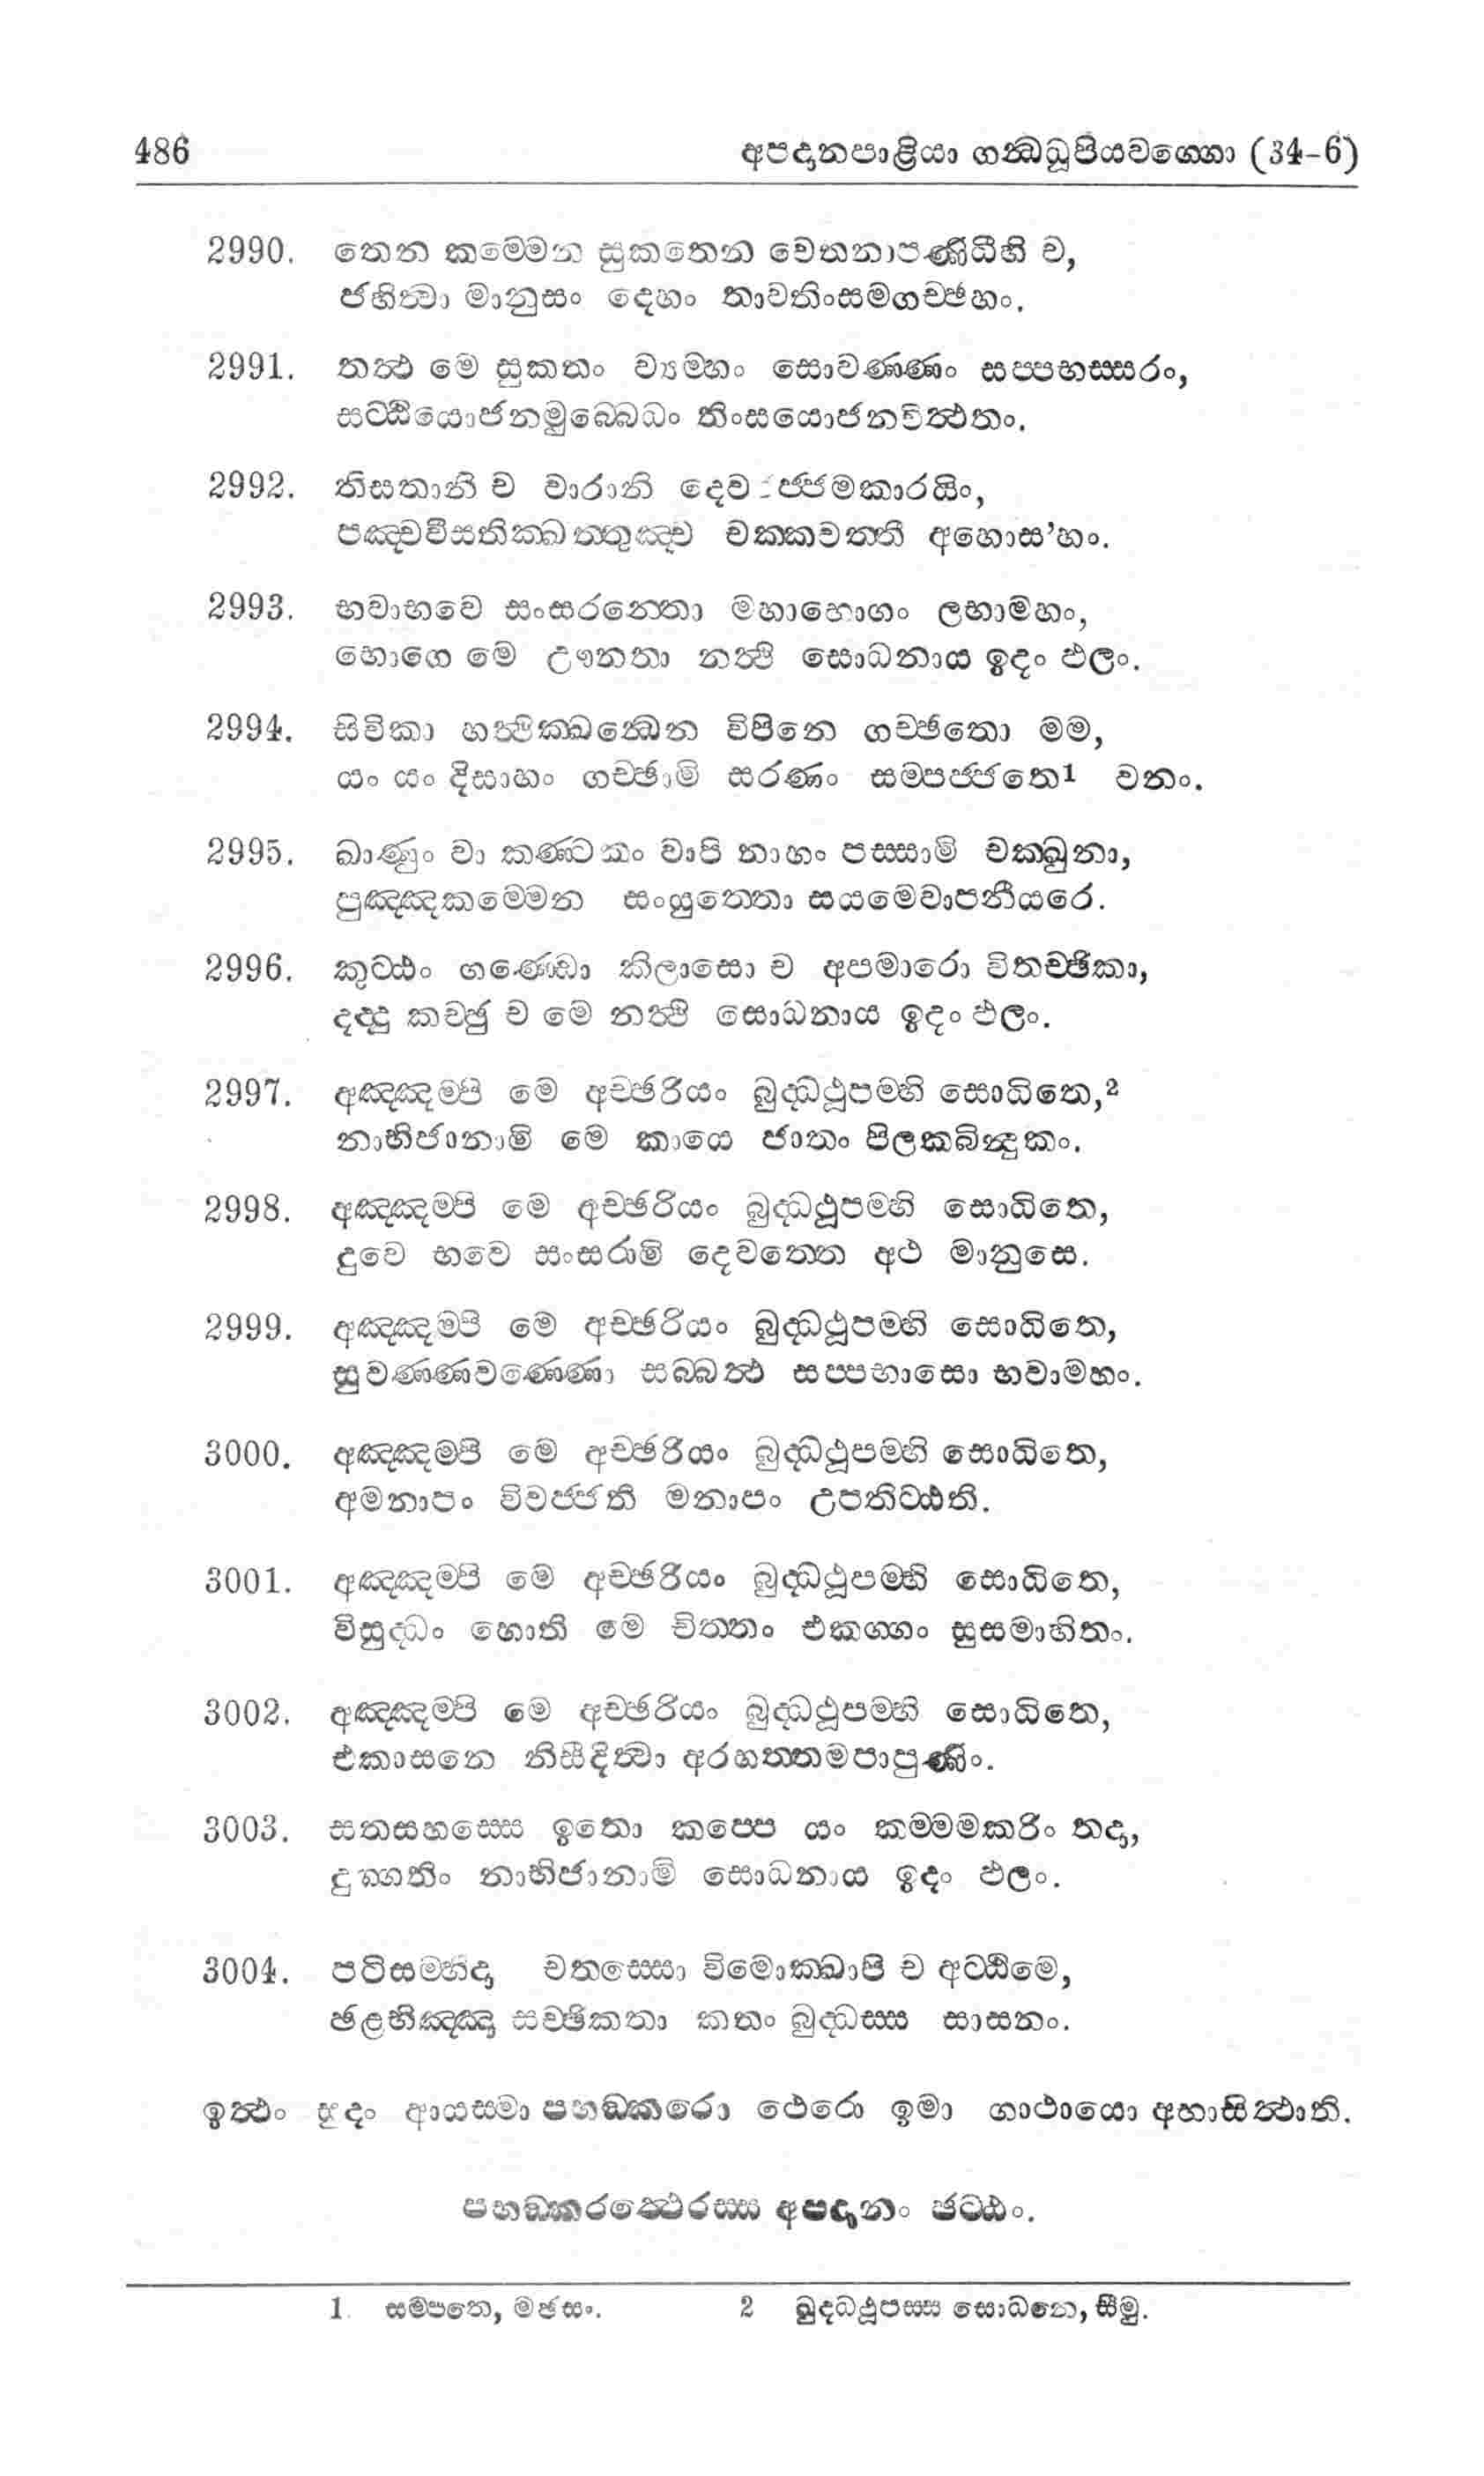 486 අපදානපාළියා ගන්ධධූපියවග්ගො (34-6)
2990. තෙන කම්මෙන සුකතෙන චෙතනාපණිධීහි ච,
ජහිත්වා මානුසං දෙහං තාවතිංසමගච්ඡහං.
2991. තත්ථ මෙ සුකතං ව්‍යම්හං සොවණ්ණං සප්පභස්සරං,
සට්ඨියොජනමුබ්බෙධං තිංසයොජනවිත්ථතං.
2992. තිසතානි ච වාරානි දෙවරජ්ජමකාරයිං,
පඤ්චවීසතික්ඛත්තුඤ්ච චක්කවත්තී අහොස'හං.
2993. භවාභවෙ සංසරන්තො මහාභොගං ලභාමහං,
භොගෙ මෙ ඌනතා නත්ථි සොධනාය ඉදං ඵලං.
2994. සිවිකා හත්ථික්ඛන්ධෙන විපිනෙ ගච්ඡතො මම,
යං යං දිසාහං ගච්ඡාමි සරණං සම්පජ්ජතෙ1 වනං.
2995. ඛාණුං වා කණ්ටකං වාපි නාහං පස්සාමි චක්ඛුනා,
පුඤ්ඤකම්මෙන සංයුත්තො සයමෙවාපනීයරෙ.
2996. කුට්ඨං ගණ්ඩො කිලාසො ච අපමාරො විතච්ඡිකා,
දද්දු කච්ඡු ච මෙ නත්ථි සොධනාය ඉදං ඵලං.
2997. අඤ්ඤම්පි මෙ අච්ඡරියං බුද්ධථූපම්හි සොධිතෙ,2
නාභිජානාමි මෙ කායෙ ජාතං පිලකබින්දුකං.
2998. අඤ්ඤම්පි මෙ අච්ඡරියං බුද්ධථූපම්හි සොධිතෙ,
දුවෙ භවෙ සංසරාමි දෙවත්තෙ අථ මානුසෙ.
2999. අඤ්ඤම්පි මෙ අච්ඡරියං බුද්ධථූපම්හි සොධිතෙ,
සුවණ්ණවණ්ණො සබ්බත්ථ සප්පභාසො භවාමහං.
3000. අඤ්ඤම්පි මෙ අච්ඡරියං බුද්ධථූපම්හි සොධිතෙ,
අමනාපං විවජ්ජති මනාපං උපතිට්ඨති.
3001. අඤ්ඤම්පි මෙ අච්ඡරියං බුද්ධථූපම්හි සොධිතෙ,
විසුද්ධං හොති මෙ චිත්තං එකග්ගං සුසමාහිතං.
3002. අඤ්ඤම්පි මෙ අච්ඡරියං බුද්ධථූපම්හි සොධිතෙ,
එකාසනෙ නිසීදිත්වා අරහත්තමපාපුණිං.
3003. සතසහස්සෙ ඉතො කප්පෙ යං කම්මමකරිං තදා,
දුග්ගතිං නාභිජානාමි සොධනාය ඉදං ඵලං.
3004. පටිසම්භිදා චතස්සො විමොක්ඛාපි ච අට්ඨිමෙ,
ඡළභිඤ්ඤා සච්ඡිකතා කතං බුද්ධස්ස සාසනං.
ඉත්ථං සුදං ආයස්මා පභඞ්කරො ථෙරො ඉමා ගාථායො අභාසිත්ථාති.
පභඞ්කරත්ථෙරස්ස අපදානං ඡට්ඨං.
1. සම්පතෙ, මඡසං. 2 බුද්ධථූපස්ස සොධනෙ, සීමු.